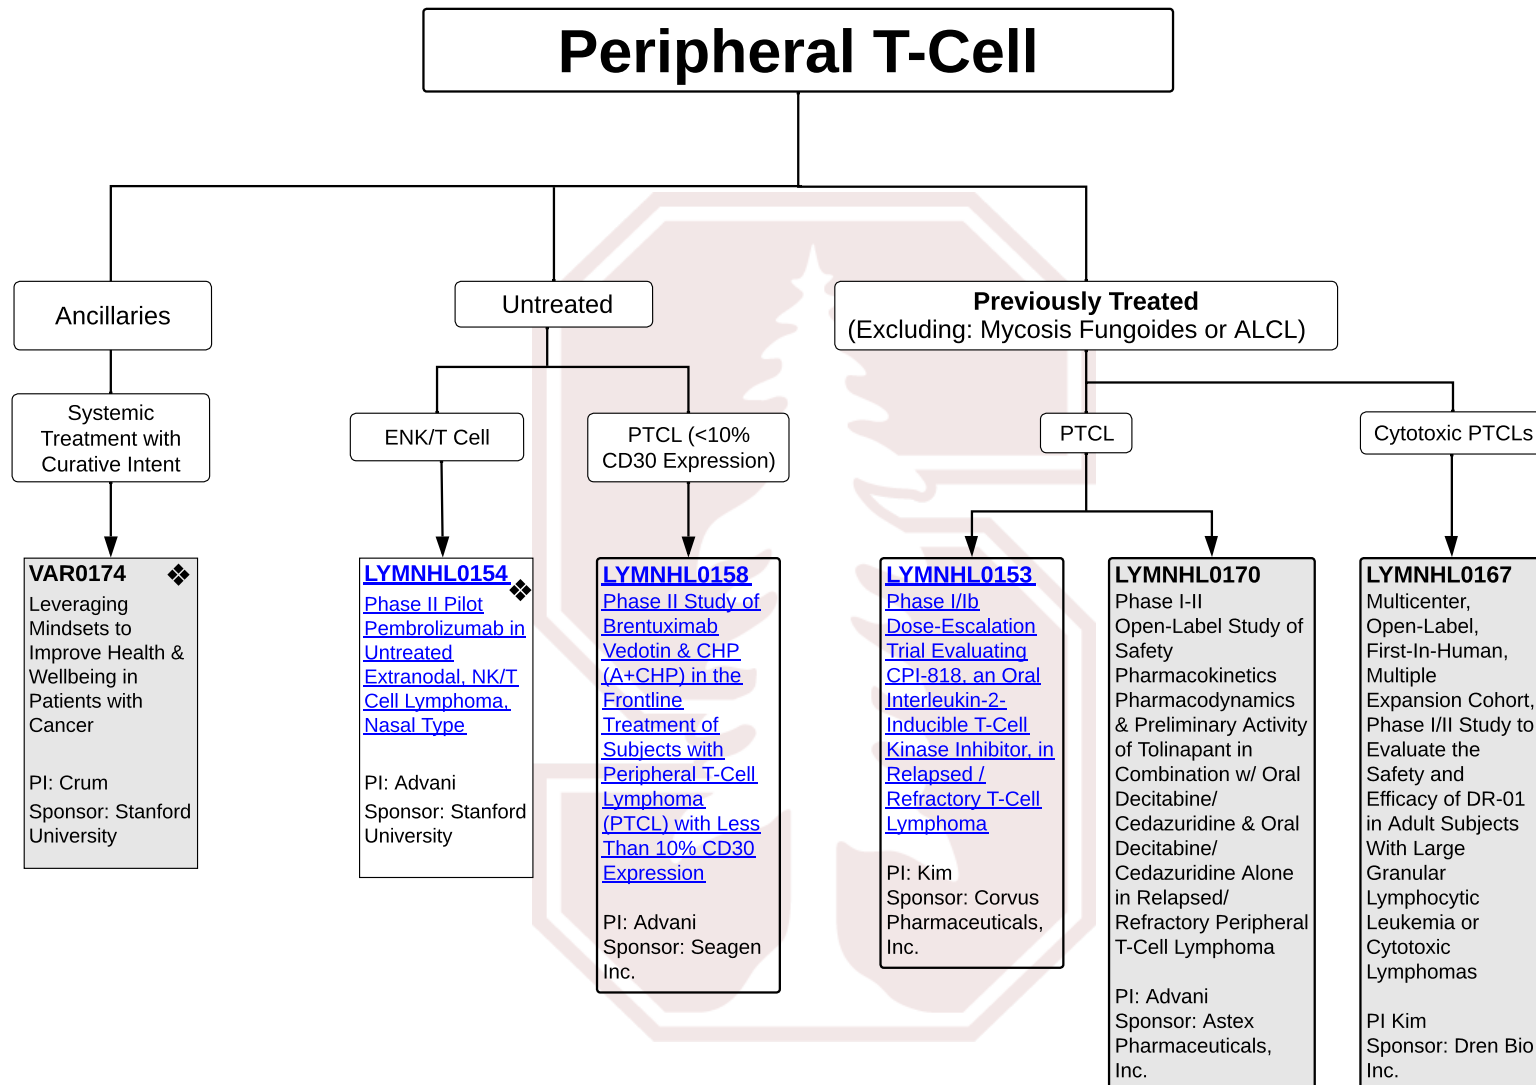 Peripheral T-Cell
Ancillaries
Untreated
Previously Treated
(Excluding: Mycosis Fungoides or ALCL)
Systemic
Treatment with
Curative Intent
ENK/T Cell
PTCL (<10%
CD30 Expression)
PTCL
Cytotoxic PTCLs
VAR0174 ❖
Leveraging
Mindsets to
Improve Health &
Wellbeing in
Patients with
Cancer
PI: Crum
Sponsor: Stanford
University
LYMNHL0154 ❖
Phase II Pilot
Pembrolizumab in
Untreated
Extranodal, NK/T
Cell Lymphoma,
Nasal Type
PI: Advani
Sponsor: Stanford
University
LYMNHL0158
Phase II Study of
Brentuximab
Vedotin & CHP
(A+CHP) in the
Frontline
Treatment of
Subjects with
Peripheral T-Cell
Lymphoma
(PTCL) with Less
Than 10% CD30
Expression
PI: Advani
Sponsor: Seagen
Inc.
LYMNHL0153
Phase I/Ib
Dose-Escalation
Trial Evaluating
CPI-818, an Oral
Interleukin-2-
Inducible T-Cell
Kinase Inhibitor, in
Relapsed /
Refractory T-Cell
Lymphoma
PI: Kim
Sponsor: Corvus
Pharmaceuticals,
Inc.
LYMNHL0170
Phase I-II
Open-Label Study of
Safety
Pharmacokinetics
Pharmacodynamics
& Preliminary Activity
of Tolinapant in
Combination w/ Oral
Decitabine/
Cedazuridine & Oral
Decitabine/
Cedazuridine Alone
in Relapsed/
Refractory Peripheral
T-Cell Lymphoma
PI: Advani
Sponsor: Astex
Pharmaceuticals,
Inc.
LYMNHL0167
Multicenter,
Open-Label,
First-In-Human,
Multiple
Expansion Cohort,
Phase I/II Study to
Evaluate the
Safety and
Efficacy of DR-01
in Adult Subjects
With Large
Granular
Lymphocytic
Leukemia or
Cytotoxic
Lymphomas
PI Kim
Sponsor: Dren Bio
Inc.